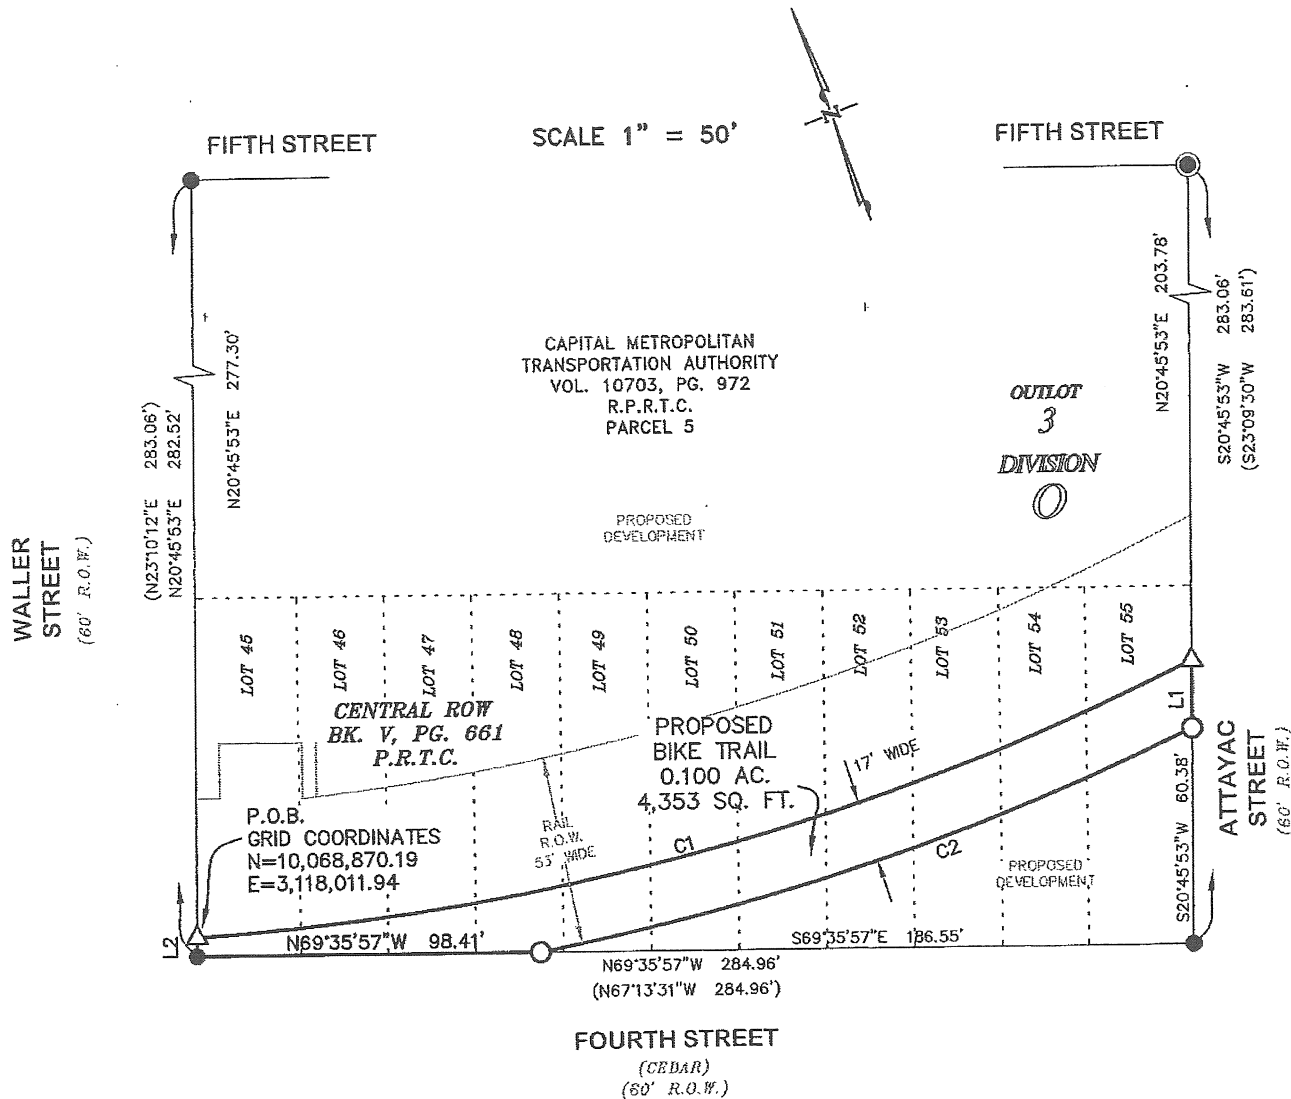 FIFTH STREET
SCALE 1" = 50'
N
FIFTH STREET
N20°45'53"E 277.30'
(N23°10'12"E 283.06')
N20°45'53"E 282.52'
CAPITAL METROPOLITAN
TRANSPORTATION AUTHORITY
VOL. 10703, PG. 972
R.P.R.T.C.
PARCEL 5
OUTLOT
3
DIVISION
O
N20°45'53"E 203.78'
S20°45'53"W 283.06'
(S23°09'30"W 283.61')
PROPOSED
DEVELOPMENT
WALLER
STREET
(60' R.O.W.)
LOT 45
LOT 46
LOT 47
LOT 48
LOT 49
LOT 50
LOT 51
LOT 52
LOT 53
LOT 54
LOT 55
CENTRAL ROW
BK. V, PG. 661
P.R.T.C.
PROPOSED
BIKE TRAIL
0.100 AC.
4,353 SQ. FT.
17' WIDE
L1
P.O.B.
GRID COORDINATES
N=10,068,870.19
E=3,118,011.94
RAIL
R.O.W.
53' WIDE
C1
C2
PROPOSED
DEVELOPMENT
S20°45'53"W 60.38'
ATTAYAC
STREET
(60' R.O.W.)
L2
N69°35'57"W 98.41'
S69°35'57"E 186.55'
N69°35'57"W 284.96'
(N67°13'31"W 284.96')
FOURTH STREET
(CEDAR)
(60' R.O.W.)